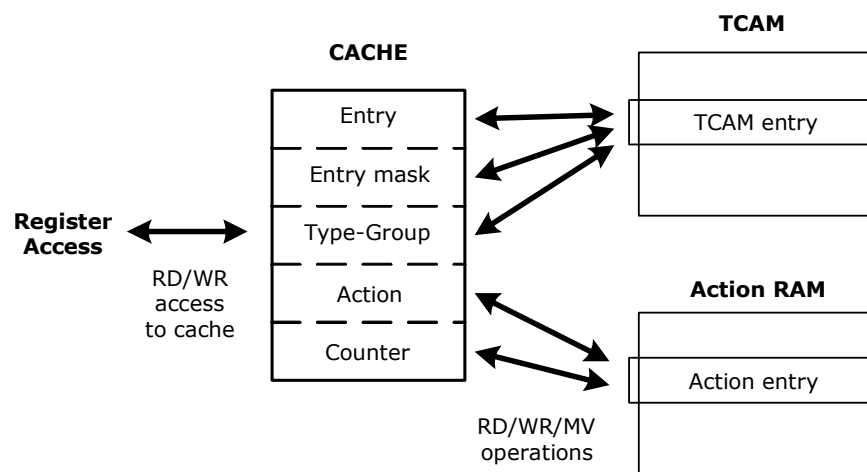 TCAM
CACHE
Entry
TCAM entry
Entry mask
Register
Access
Type-Group
RD/WR
access
to cache
Action
Action RAM
Counter
Action entry
RD/WR/MV
operations